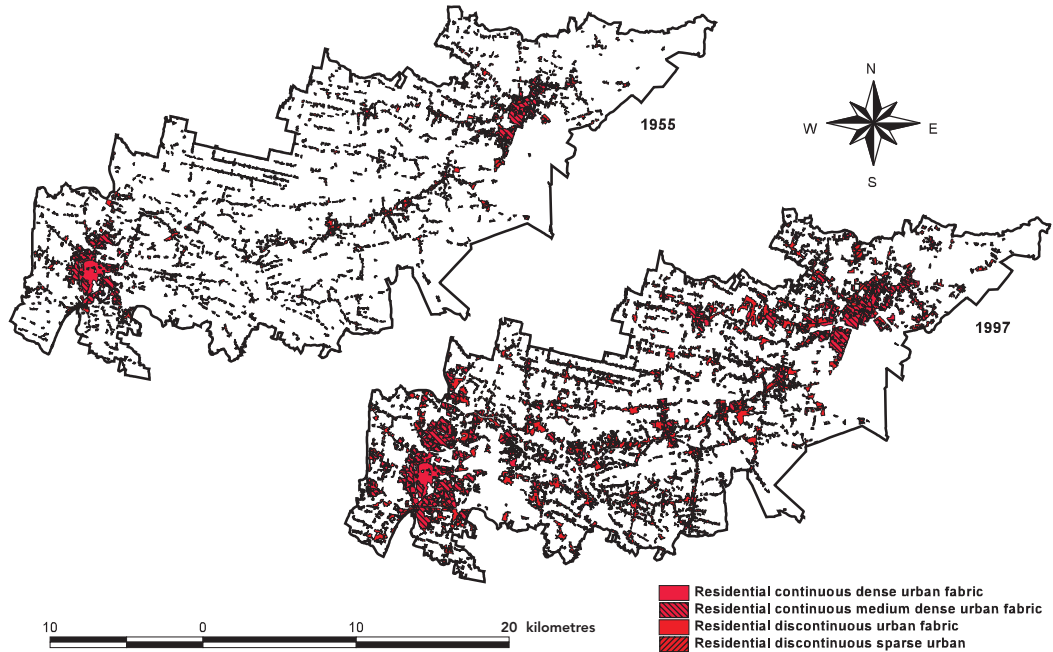 N
1955
W E
S
1997
Residential continuous dense urban fabric
Residential continuous medium dense urban fabric
Residential discontinuous urban fabric
Residential discontinuous sparse urban
10 0 10 20 kilometres